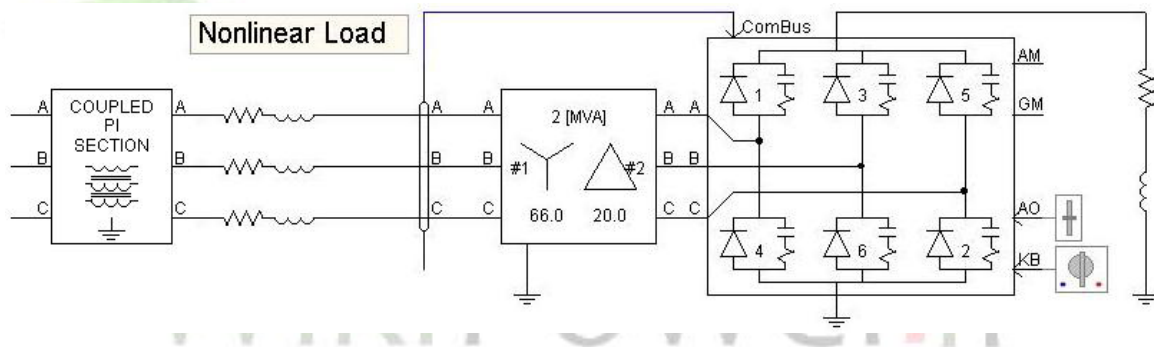 Nonlinear Load
ComBus
A
COUPLED
PI
SECTION
A
A
A
2 [MVA]
A
A
1
3
5
AM
GM
B
B
B
B
#1
#2
B
B
C
C
C
C
66.0
20.0
C
C
4
6
2
AO
KB